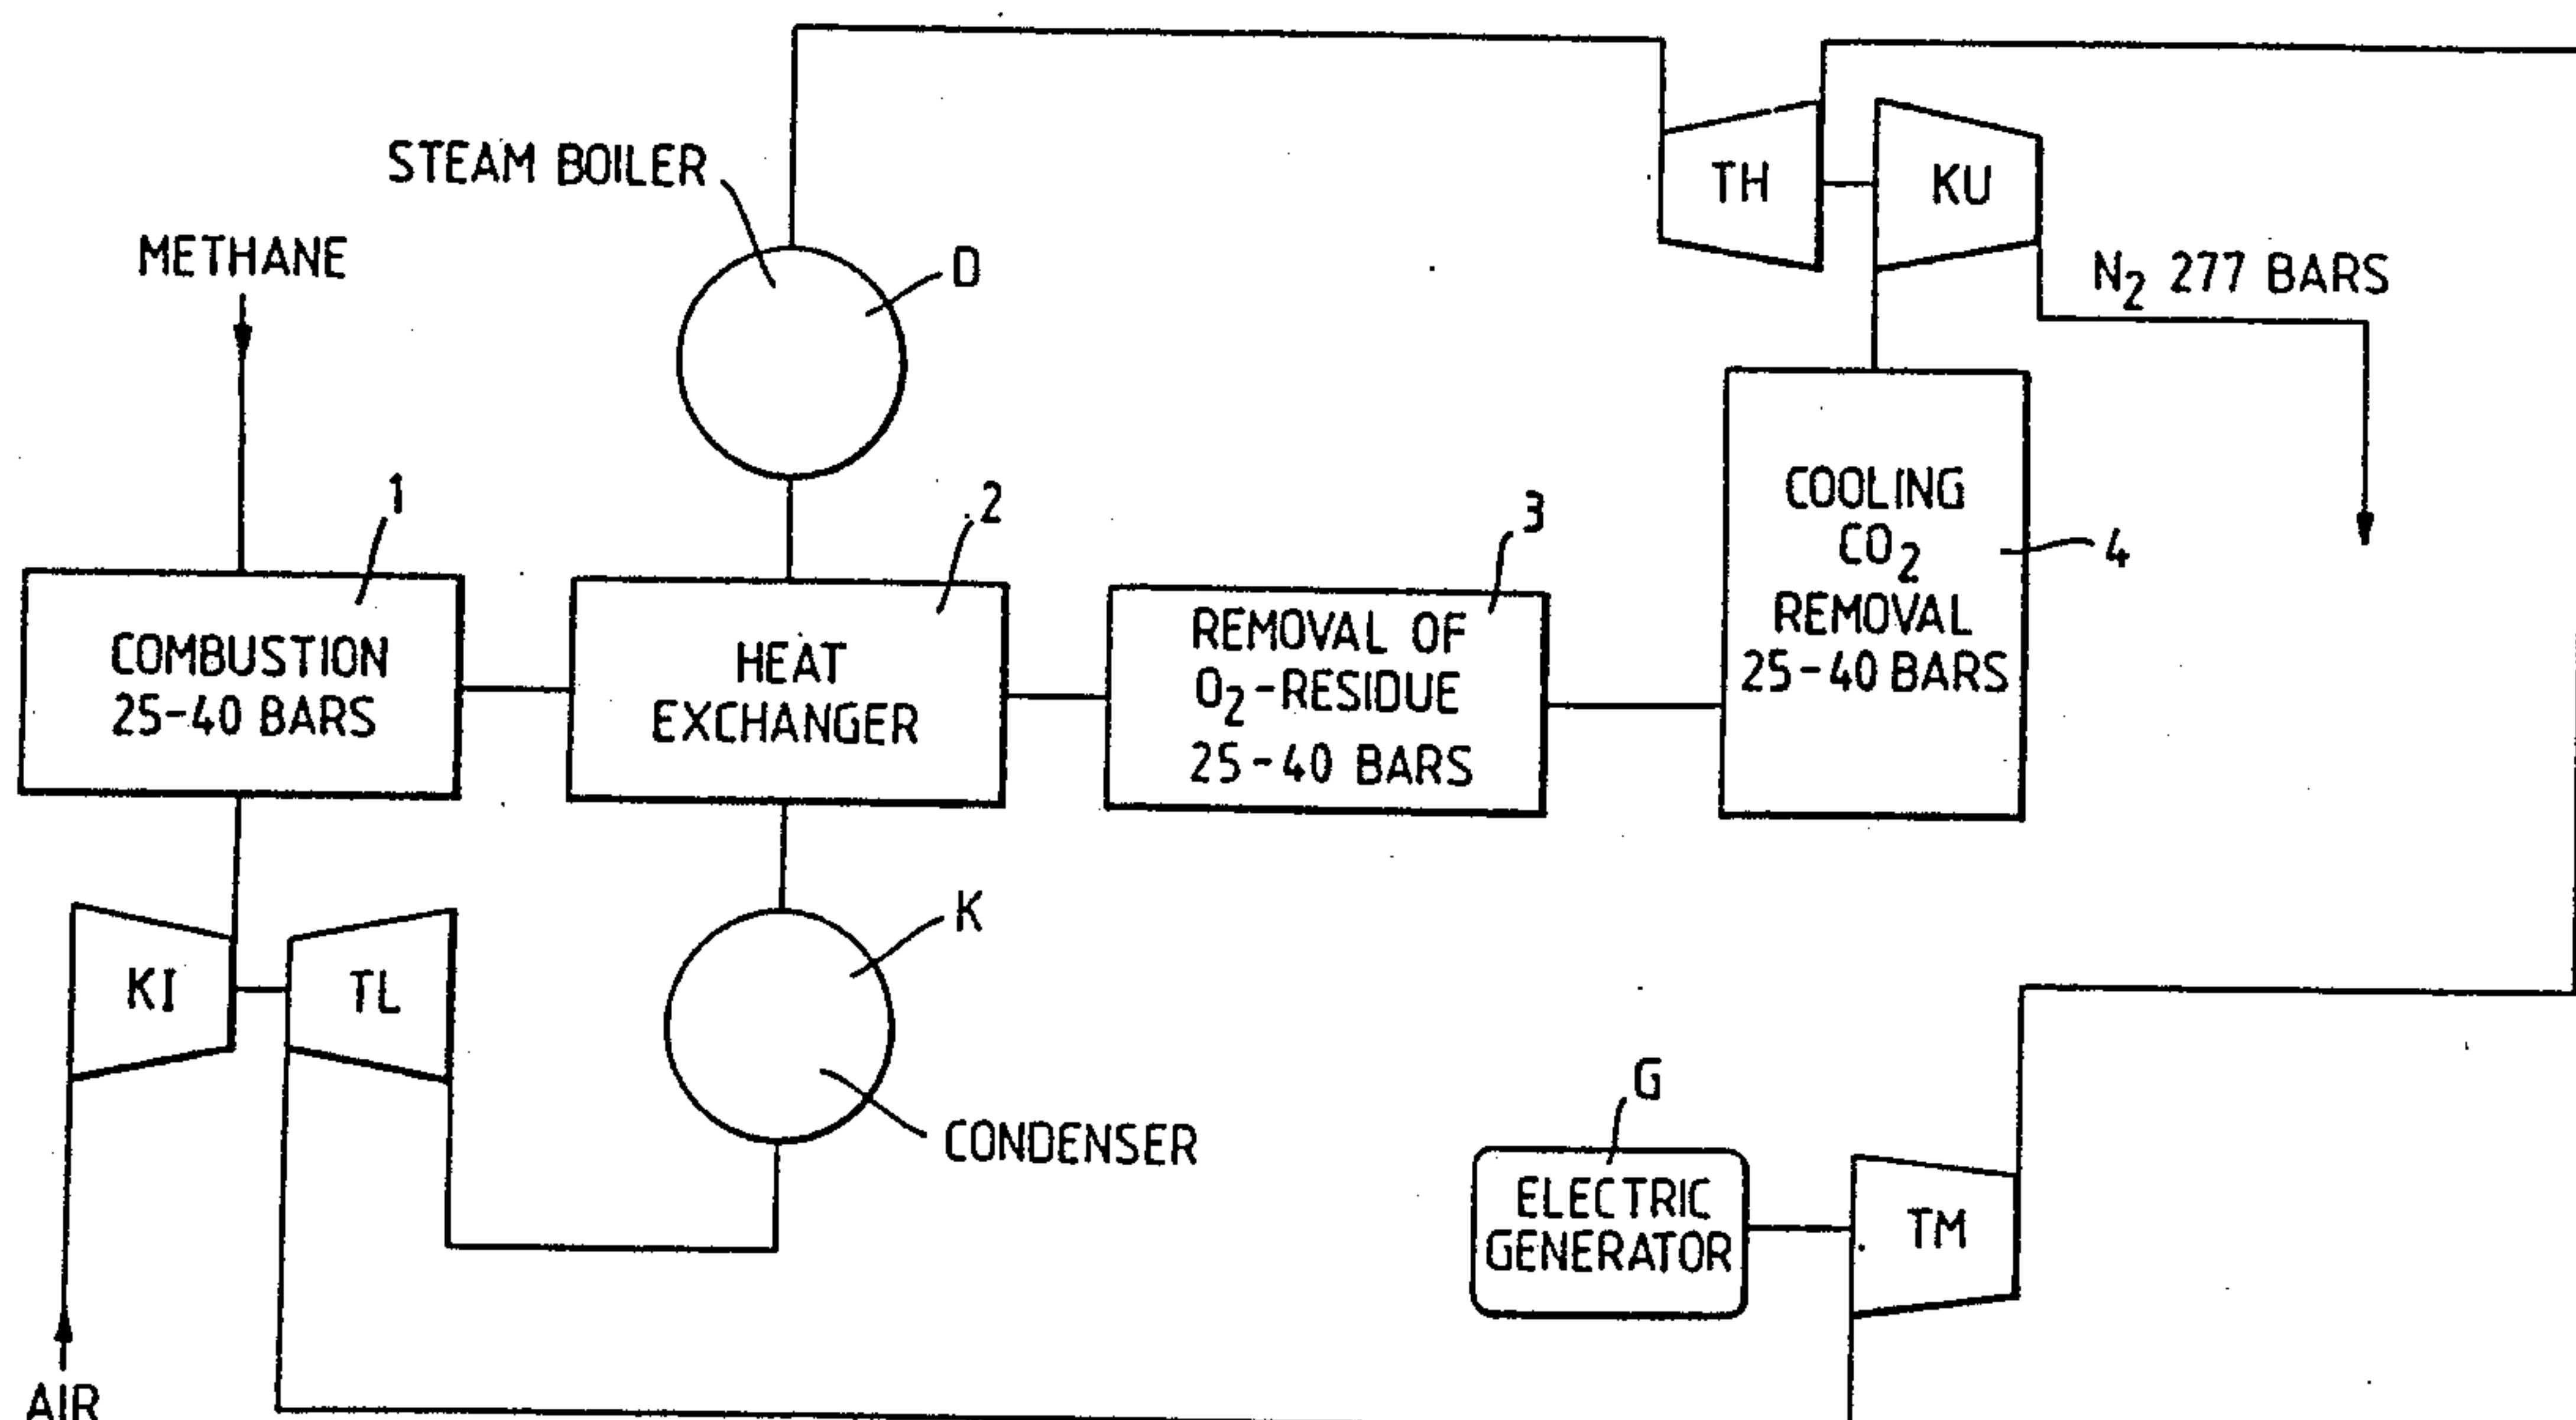 STEAM BOILER
TH
KU
METHANE
D
N2 277 BARS
1
2
3
COOLING
CO2
REMOVAL
25-40 BARS
4
COMBUSTION
25-40 BARS
HEAT
EXCHANGER
REMOVAL OF
O2-RESIDUE
25-40 BARS
KI
TL
K
CONDENSER
G
ELECTRIC
GENERATOR
TM
AIR